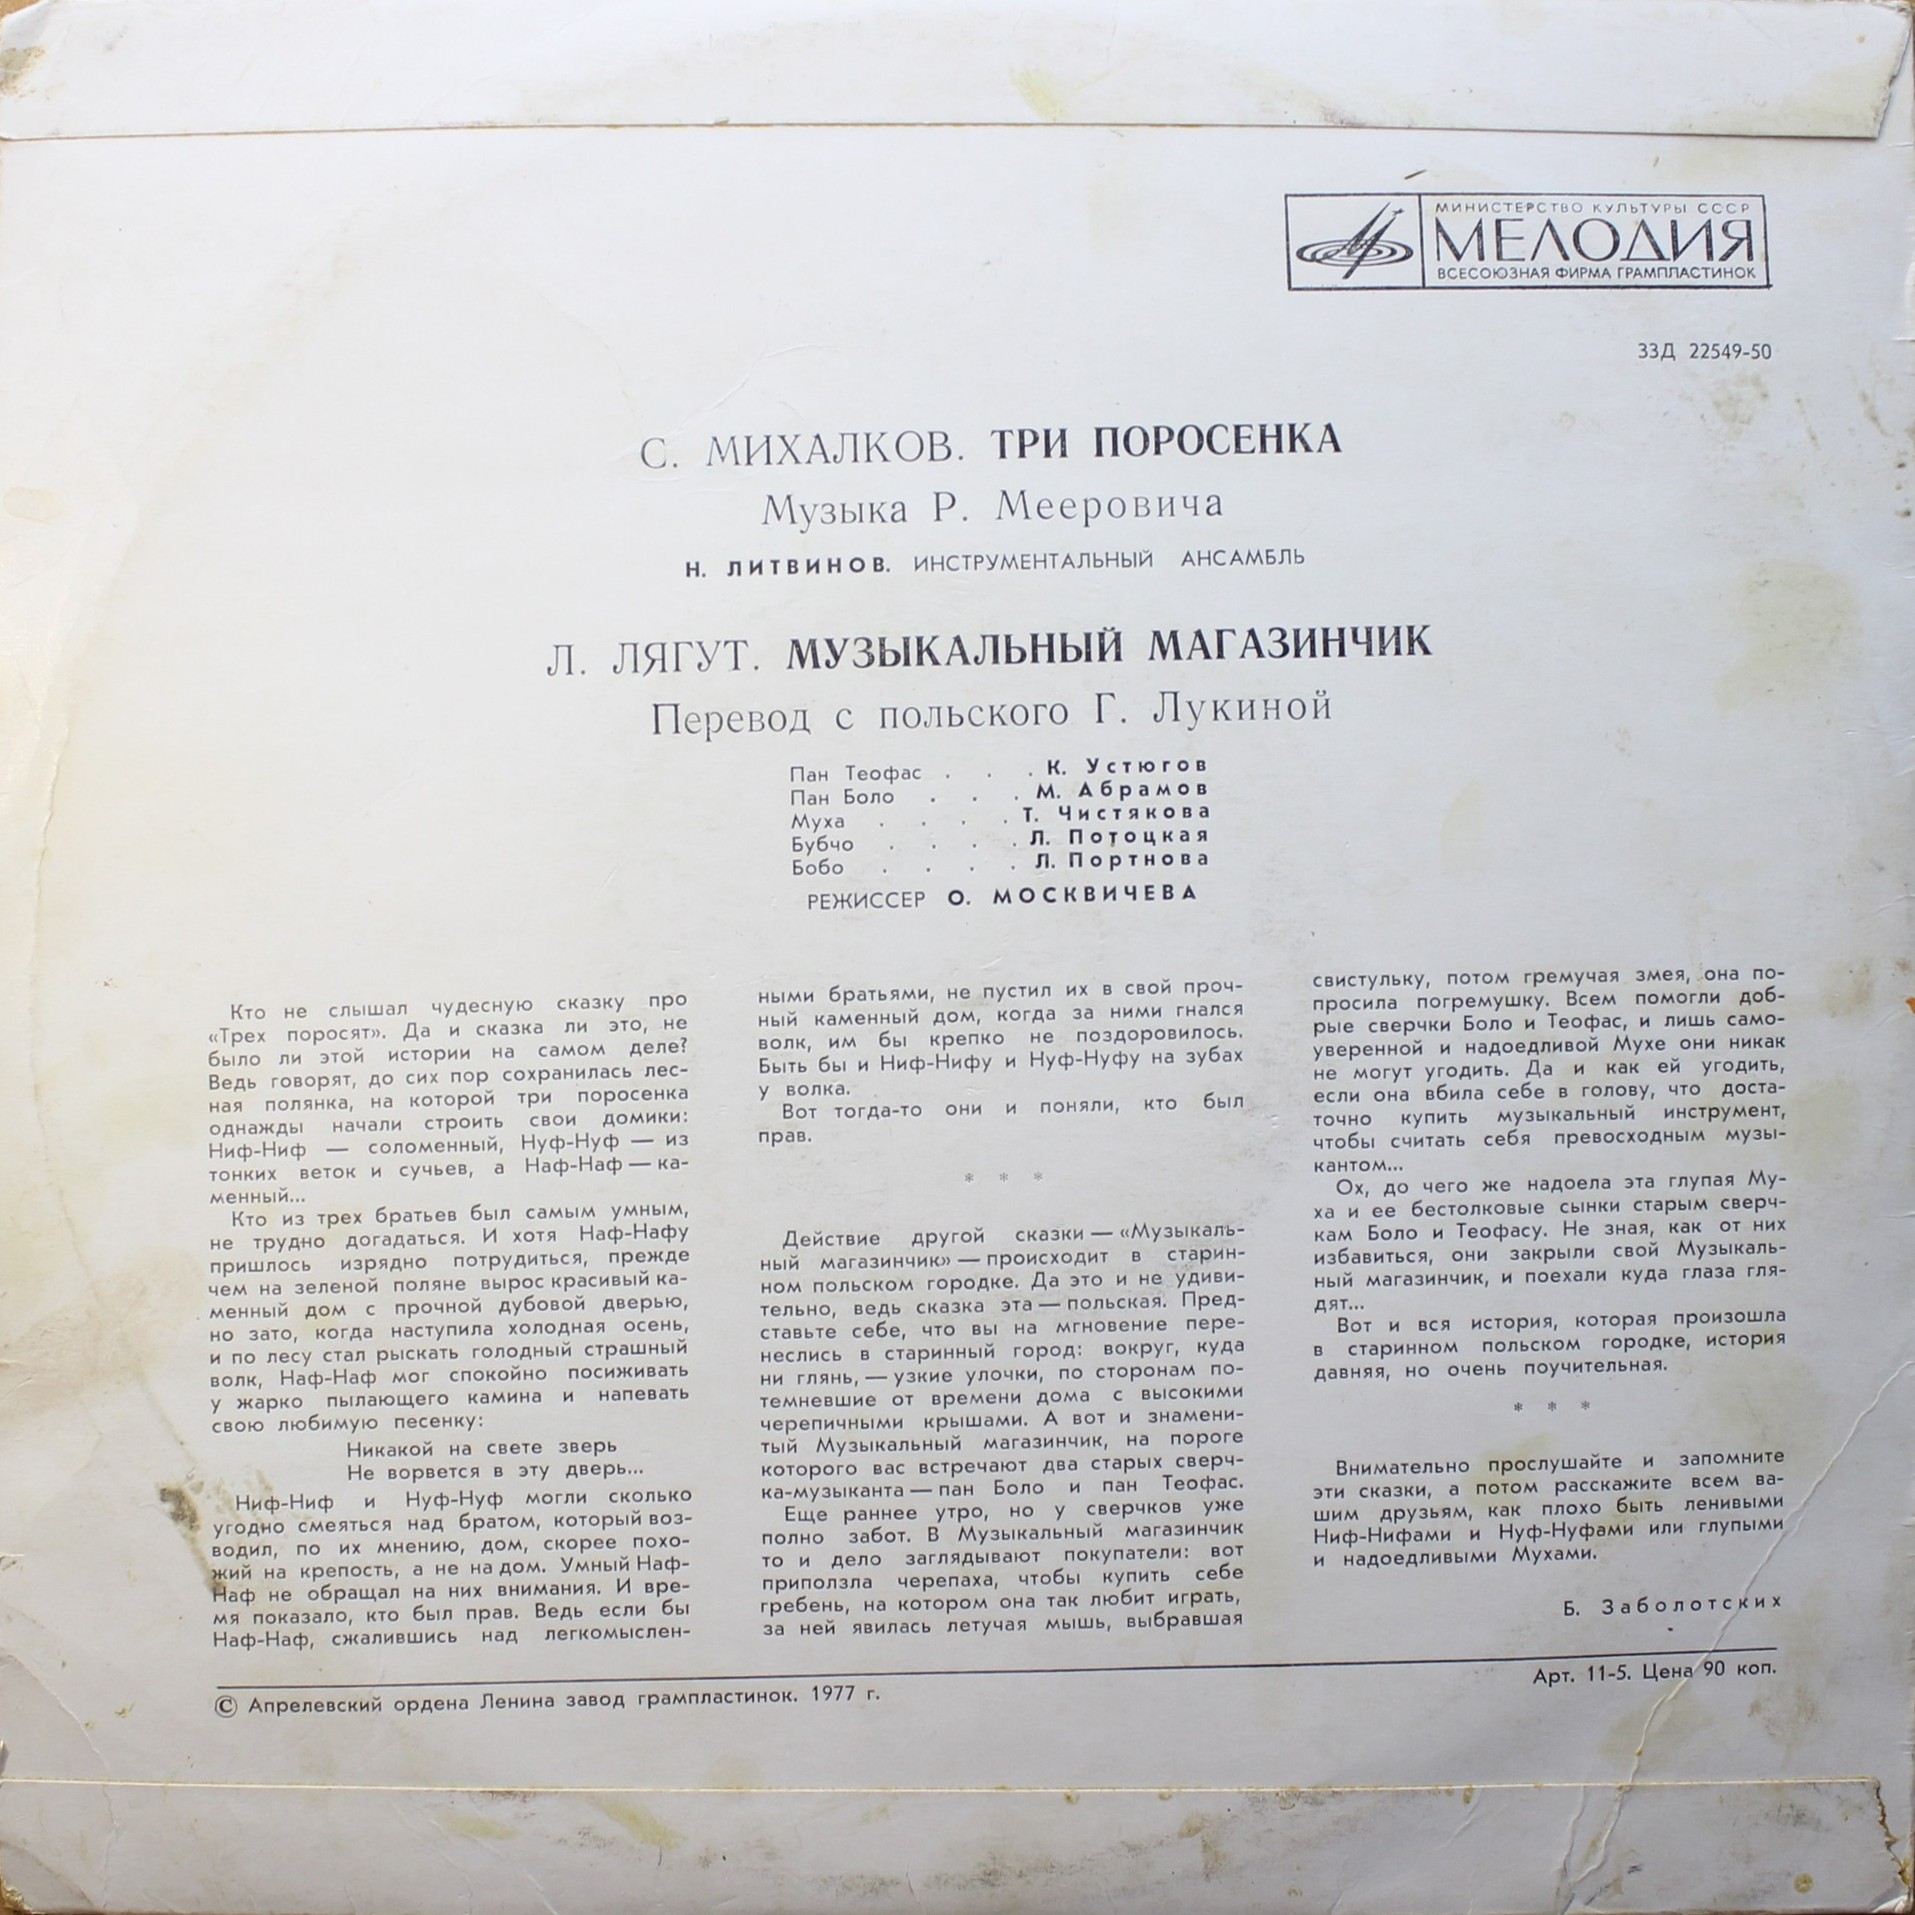 МИНИСТЕРСТВО КУЛЬТУРЫ СССР
МЕЛОДИЯ
ВСЕСОЮЗНАЯ ФИРМА ГРАМПЛАСТИНОК
33Д 22549-50
С. МИХАЛКОВ. ТРИ ПОРОСЕНКА
Музыка Р. Мееровича
Н. ЛИТВИНОВ. ИНСТРУМЕНТАЛЬНЫЙ АНСАМБЛЬ
Л. ЛЯГУТ. МУЗЫКАЛЬНЫЙ МАГАЗИНЧИК
Перевод с польского Г. Лукиной
Пан Теофас . . . К. Устюгов
Пан Боло . . . М. Абрамов
Муха . . . . Т. Чистякова
Бубчо . . . . Л. Потоцкая
Бобо . . . . Л. Портнова
РЕЖИССЕР О. МОСКВИЧЕВА
Кто не слышал чудесную сказку про
«Трех поросят». Да и сказка ли это, не
было ли этой истории на самом деле?
Ведь говорят, до сих пор сохранилась лес-
ная полянка, на которой три поросенка
однажды начали строить свои домики:
Ниф-Ниф — соломенный, Нуф-Нуф — из
тонких веток и сучьев, а Наф-Наф — ка-
менный...
Кто из трех братьев был самым умным,
не трудно догадаться. И хотя Наф-Нафу
пришлось изрядно потрудиться, прежде
чем на зеленой поляне вырос красивый ка-
менный дом с прочной дубовой дверью,
но зато, когда наступила холодная осень,
и по лесу стал рыскать голодный страшный
волк, Наф-Наф мог спокойно посиживать
у жарко пылающего камина и напевать
свою любимую песенку:
Никакой на свете зверь
Не ворвется в эту дверь...
Ниф-Ниф и Нуф-Нуф могли сколько
угодно смеяться над братом, который воз-
водил, по их мнению, дом, скорее похо-
жий на крепость, а не на дом. Умный Наф-
Наф не обращал на них внимания. И вре-
мя показало, кто был прав. Ведь если бы
Наф-Наф, сжалившись над легкомыслен-
ными братьями, не пустил их в свой проч-
ный каменный дом, когда за ними гнался
волк, им бы крепко не поздоровилось.
Быть бы и Ниф-Нифу и Нуф-Нуфу на зубах
у волка.
Вот тогда-то они и поняли, кто был
прав.
* * *
Действие другой сказки — «Музыкаль-
ный магазинчик» — происходит в старин-
ном польском городке. Да это и не удиви-
тельно, ведь сказка эта — польская. Пред-
ставьте себе, что вы на мгновение пере-
неслись в старинный город: вокруг, куда
ни глянь, — узкие улочки, по сторонам по-
темневшие от времени дома с высокими
черепичными крышами. А вот и знамени-
тый Музыкальный магазинчик, на пороге
которого вас встречают два старых сверч-
ка-музыканта — пан Боло и пан Теофас.
Еще раннее утро, но у сверчков уже
полно забот. В Музыкальный магазинчик
то и дело заглядывают покупатели: вот
приползла черепаха, чтобы купить себе
гребень, на котором она так любит играть,
за ней явилась летучая мышь, выбравшая
свистульку, потом гремучая змея, она по-
просила погремушку. Всем помогли доб-
рые сверчки Боло и Теофас, и лишь само-
уверенной и надоедливой Мухе они никак
не могут угодить. Да и как ей угодить,
если она вбила себе в голову, что доста-
точно купить музыкальный инструмент,
чтобы считать себя превосходным музы-
кантом...
Ох, до чего же надоела эта глупая Му-
ха и ее бестолковые сынки старым сверч-
кам Боло и Теофасу. Не зная, как от них
избавиться, они закрыли свой Музыкаль-
ный магазинчик, и поехали куда глаза гля-
дят...
Вот и вся история, которая произошла
в старинном польском городке, история
давняя, но очень поучительная.
* * *
Внимательно прослушайте и запомните
эти сказки, а потом расскажите всем ва-
шим друзьям, как плохо быть ленивыми
Ниф-Нифами и Нуф-Нуфами или глупыми
и надоедливыми Мухами.
Б. Заболотских
© Апрелевский ордена Ленина завод грампластинок. 1977 г.
Арт. 11-5. Цена 90 коп.